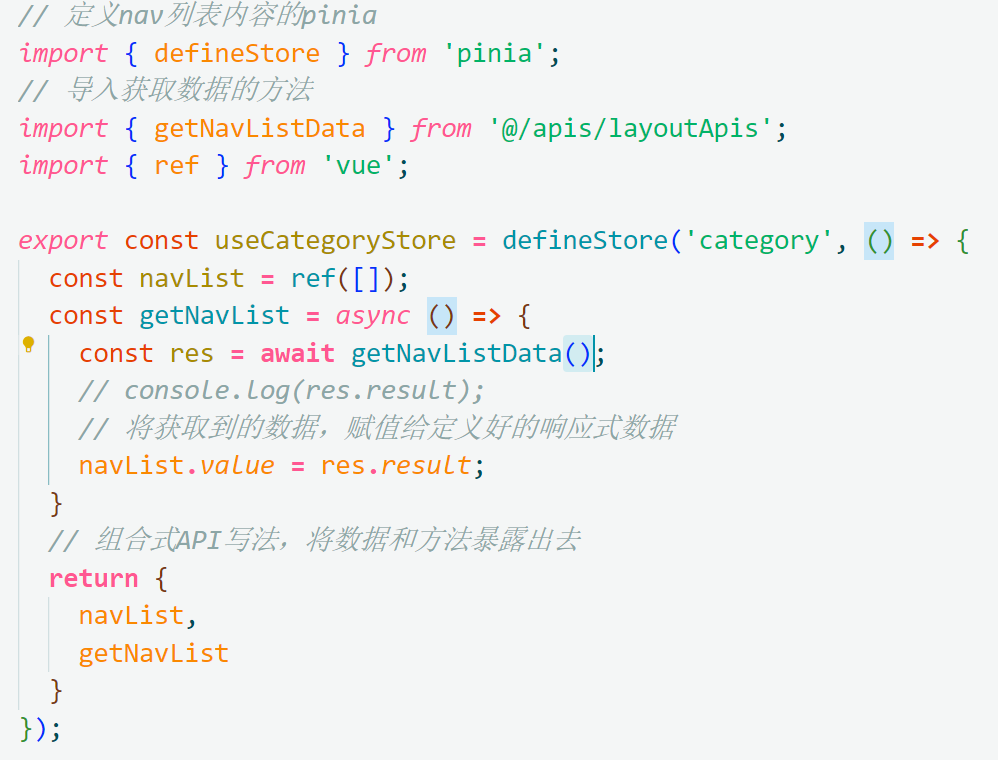 // 定义nav列表内容的pinia
import { defineStore } from 'pinia';
// 导入获取数据的方法
import { getNavListData } from '@/apis/layoutApis';
import { ref } from 'vue';
export const useCategoryStore = defineStore('category', () => {
const navList = ref([]);
const getNavList = async () => {
const res = await getNavListData();
// console.log(res.result);
// 将获取到的数据，赋值给定义好的响应式数据
navList.value = res.result;
}
// 组合式API写法，将数据和方法暴露出去
return {
navList,
getNavList
}
});